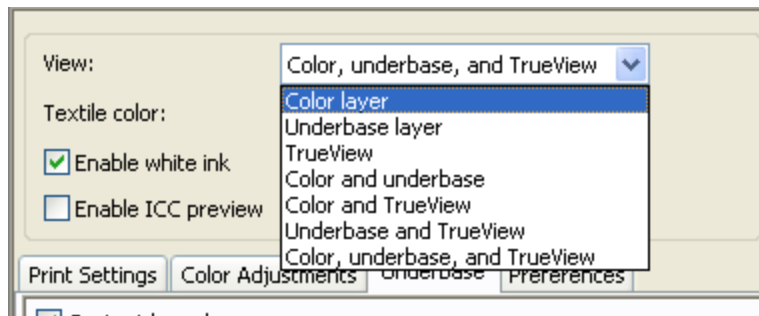 View:
Color, underbase, and TrueView
Textile color:
Color layer
Underbase layer
Enable white ink
TrueView
Color and underbase
Enable ICC preview
Color and TrueView
Underbase and TrueView
Color, underbase, and TrueView
Print Settings
Color Adjustments
Underbase
Preferences